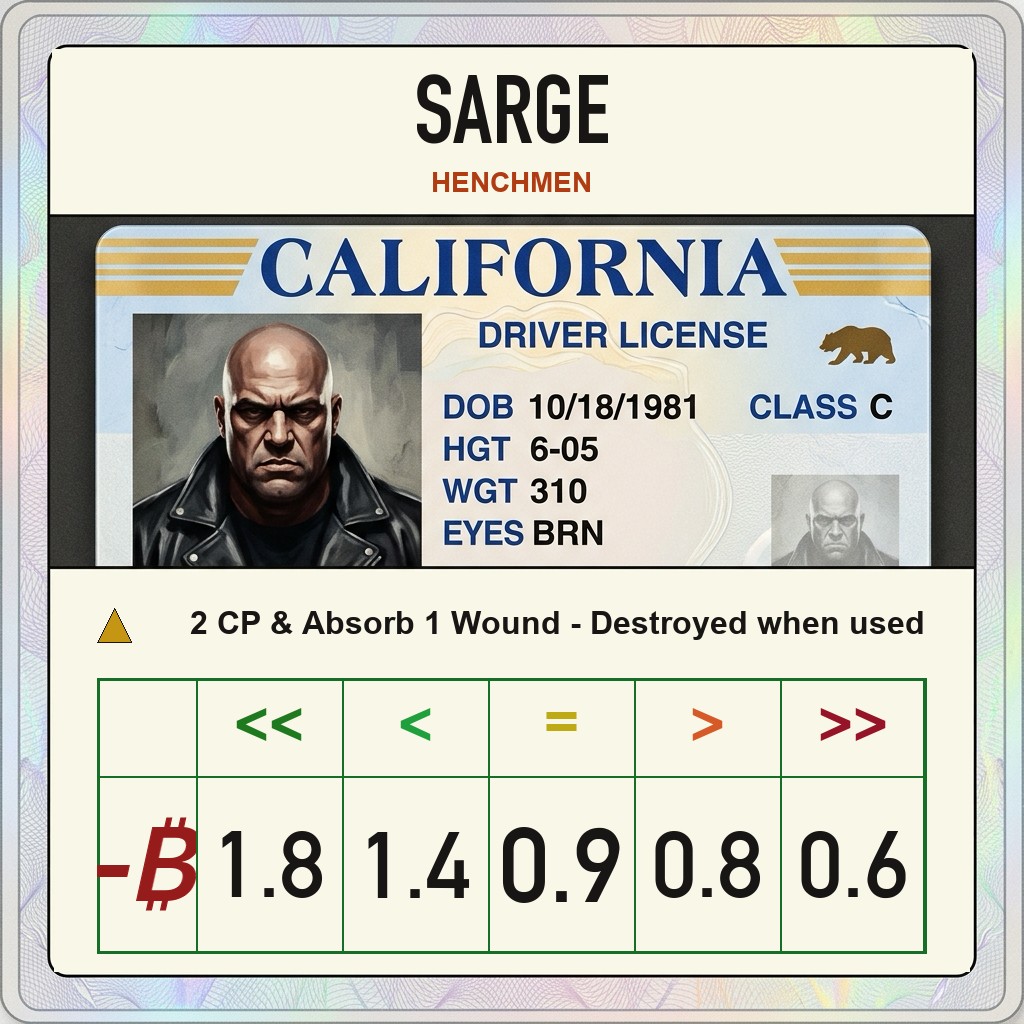 SARGE
HENCHMEN
CALIFORNIA
DRIVER LICENSE
DOB 10/18/1981 CLASS C
HGT 6-05
WGT 310
EYES BRN
2 CP & Absorb 1 Wound - Destroyed when used
<< < = > >>
-₿ 1.8 1.4 0.9 0.8 0.6